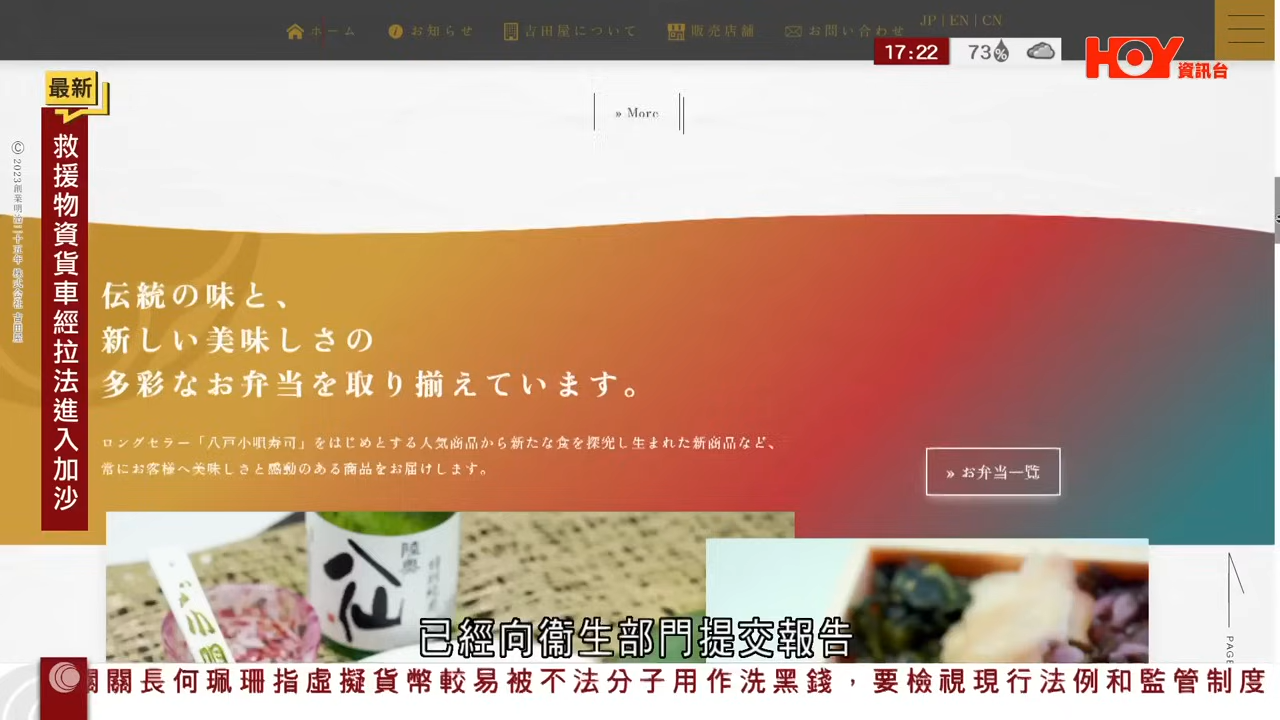 ホーム
お知らせ
吉田屋について
販売店舗
お問い合わせ
JP | EN | CN
17:22
73%
HOY
資訊台
最新
救援物資貨車經拉法進入加沙
» More
伝統の味と、
新しい美味しさの
多彩なお弁当を取り揃えています。
ロングセラー「八戸小唄寿司」をはじめとする人気商品から新たな食を探究し生まれた新商品など、
常にお客様へ美味しさと感動のある商品をお届けします。
» お弁当一覧
陸奥
八仙
小唄
PAGE
已經向衞生部門提交報告
關關長何珮珊指虛擬貨幣較易被不法分子用作洗黑錢，要檢視現行法例和監管制度